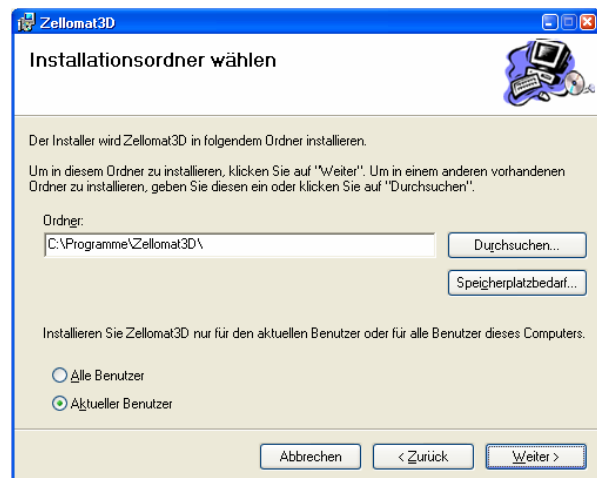 Zellomat3D
Installationsordner wählen
Der Installer wird Zellomat3D in folgendem Ordner installieren.
Um in diesem Ordner zu installieren, klicken Sie auf "Weiter". Um in einem anderen vorhandenen
Ordner zu installieren, geben Sie diesen ein oder klicken Sie auf "Durchsuchen".
Ordner:
C:\Programme\Zellomat3D\
Durchsuchen...
Speicherplatzbedarf...
Installieren Sie Zellomat3D nur für den aktuellen Benutzer oder für alle Benutzer dieses Computers.
Alle Benutzer
Aktueller Benutzer
Abbrechen < Zurück Weiter >